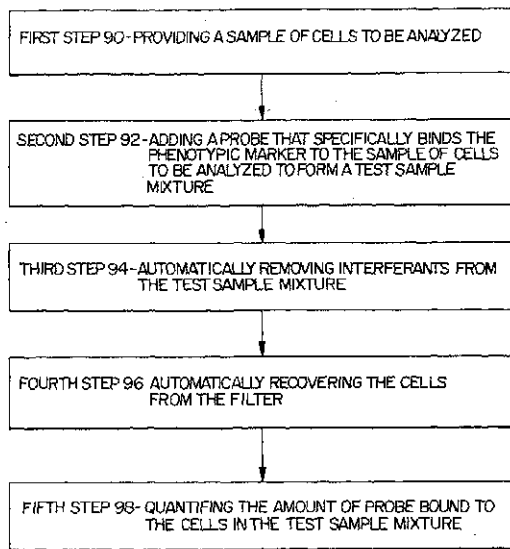 FIRST STEP 90-PROVIDING A SAMPLE OF CELLS TO BE ANALYZED
SECOND STEP 92-ADDING A PROBE THAT SPECIFICALLY BINDS THE
PHENOTYPIC MARKER TO THE SAMPLE OF CELLS
TO BE ANALYZED TO FORM A TEST SAMPLE
MIXTURE
THIRD STEP 94-AUTOMATICALLY REMOVING INTERFERANTS FROM
THE TEST SAMPLE MIXTURE
FOURTH STEP 96 AUTOMATICALLY RECOVERING THE CELLS
FROM THE FILTER
FIFTH STEP 98-QUANTIFING THE AMOUNT OF PROBE BOUND TO
THE CELLS IN THE TEST SAMPLE MIXTURE